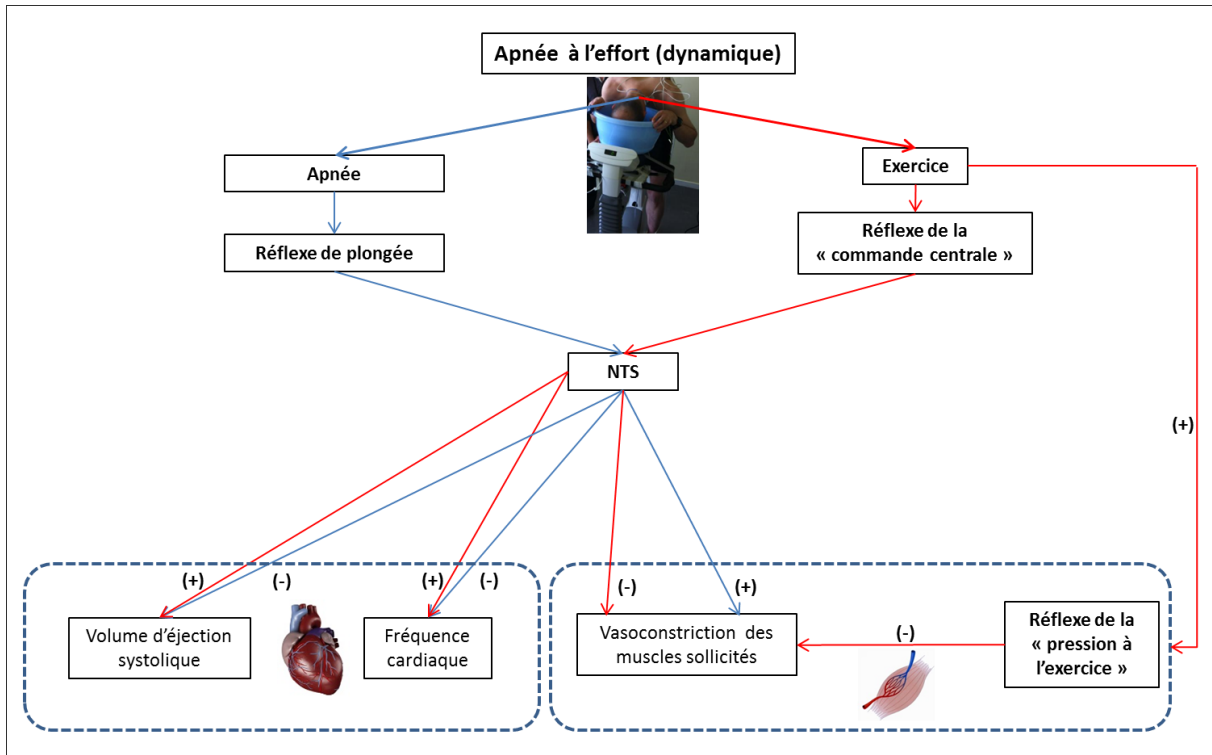 Apnée à l'effort (dynamique)
Apnée
Exercice
Réflexe de plongée
Réflexe de la
« commande centrale »
NTS
(+)
(+)
(-)
(+)
(-)
(-)
(+)
Volume d'éjection
systolique
Fréquence
cardiaque
Vasoconstriction des
muscles sollicités
(-)
Réflexe de la
« pression à
l'exercice »